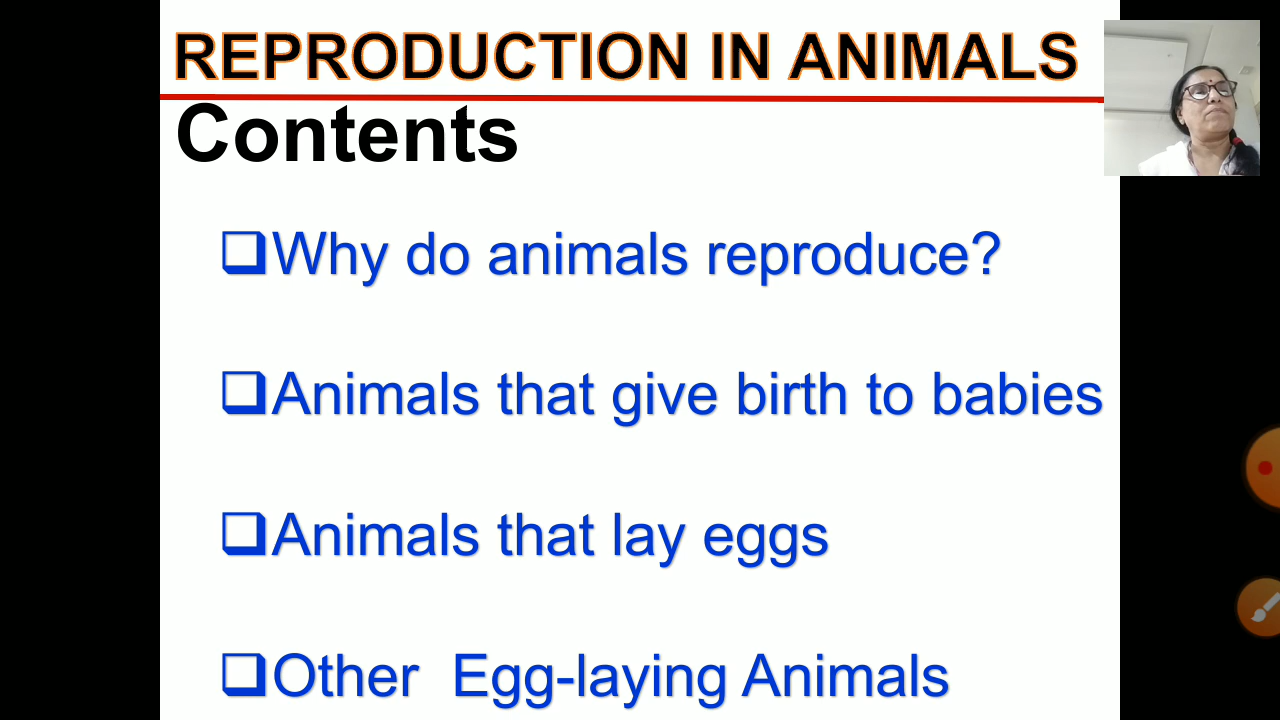 REPRODUCTION IN ANIMALS
Contents
❑Why do animals reproduce?
❑Animals that give birth to babies
❑Animals that lay eggs
❑Other  Egg-laying Animals